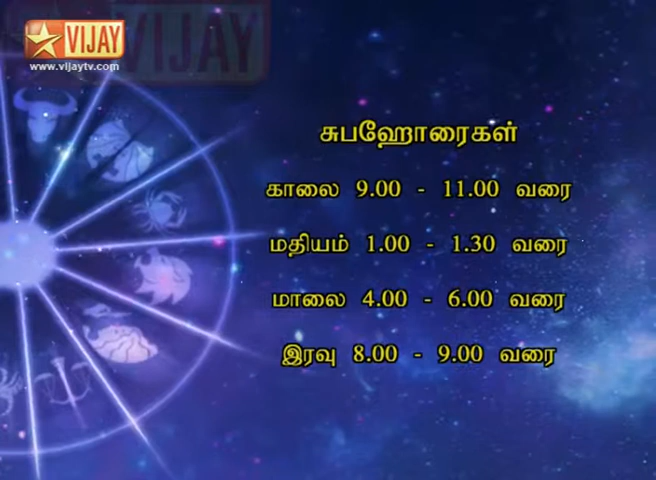 VIJAY
VIJAY
www.vijaytv.com
சுபஹோரைகள்
காலை 9.00 - 11.00 வரை
மதியம் 1.00 - 1.30 வரை
மாலை 4.00 - 6.00 வரை
இரவு 8.00 - 9.00 வரை